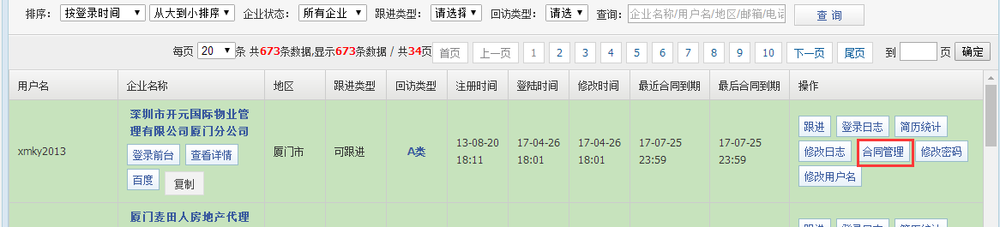 排序： 按登录时间 从大到小排序 企业状态： 所有企业 跟进类型： 请选择 回访类型： 请选 查询： 企业名称/用户名/地区/邮箱/电话 查 询
每页 20 条 共673条数据,显示673条数据 / 共34页 首页 上一页 1 2 3 4 5 6 7 8 9 10 下一页 尾页 到 页 确定
用户名 企业名称 地区 跟进类型 回访类型 注册时间 登陆时间 修改时间 最近合同到期 最后合同到期 操作
xmky2013
深圳市开元国际物业管
理有限公司厦门分公司
登录前台 查看详情
百度 复制
厦门市 可跟进 A类
13-08-20
18:11
17-04-26
18:01
17-04-26
18:01
17-07-25
23:59
17-07-25
23:59
跟进 登录日志 简历统计
修改日志 合同管理 修改密码
修改用户名
厦门麦田人房地产代理
跟进 登录日志 简历统计